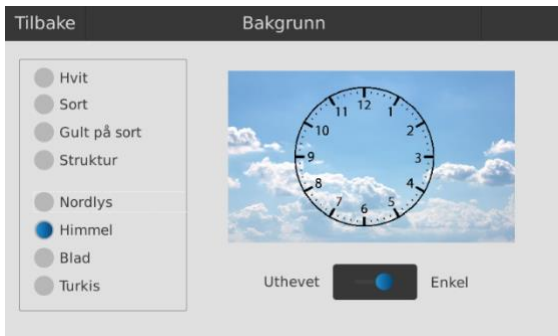 Tilbake Bakgrunn
Hvit
Sort
Gult på sort
Struktur
Nordlys
Himmel
Blad
Turkis
12
11 1
10 2
9 3
8 4
7 5
6
Uthevet Enkel